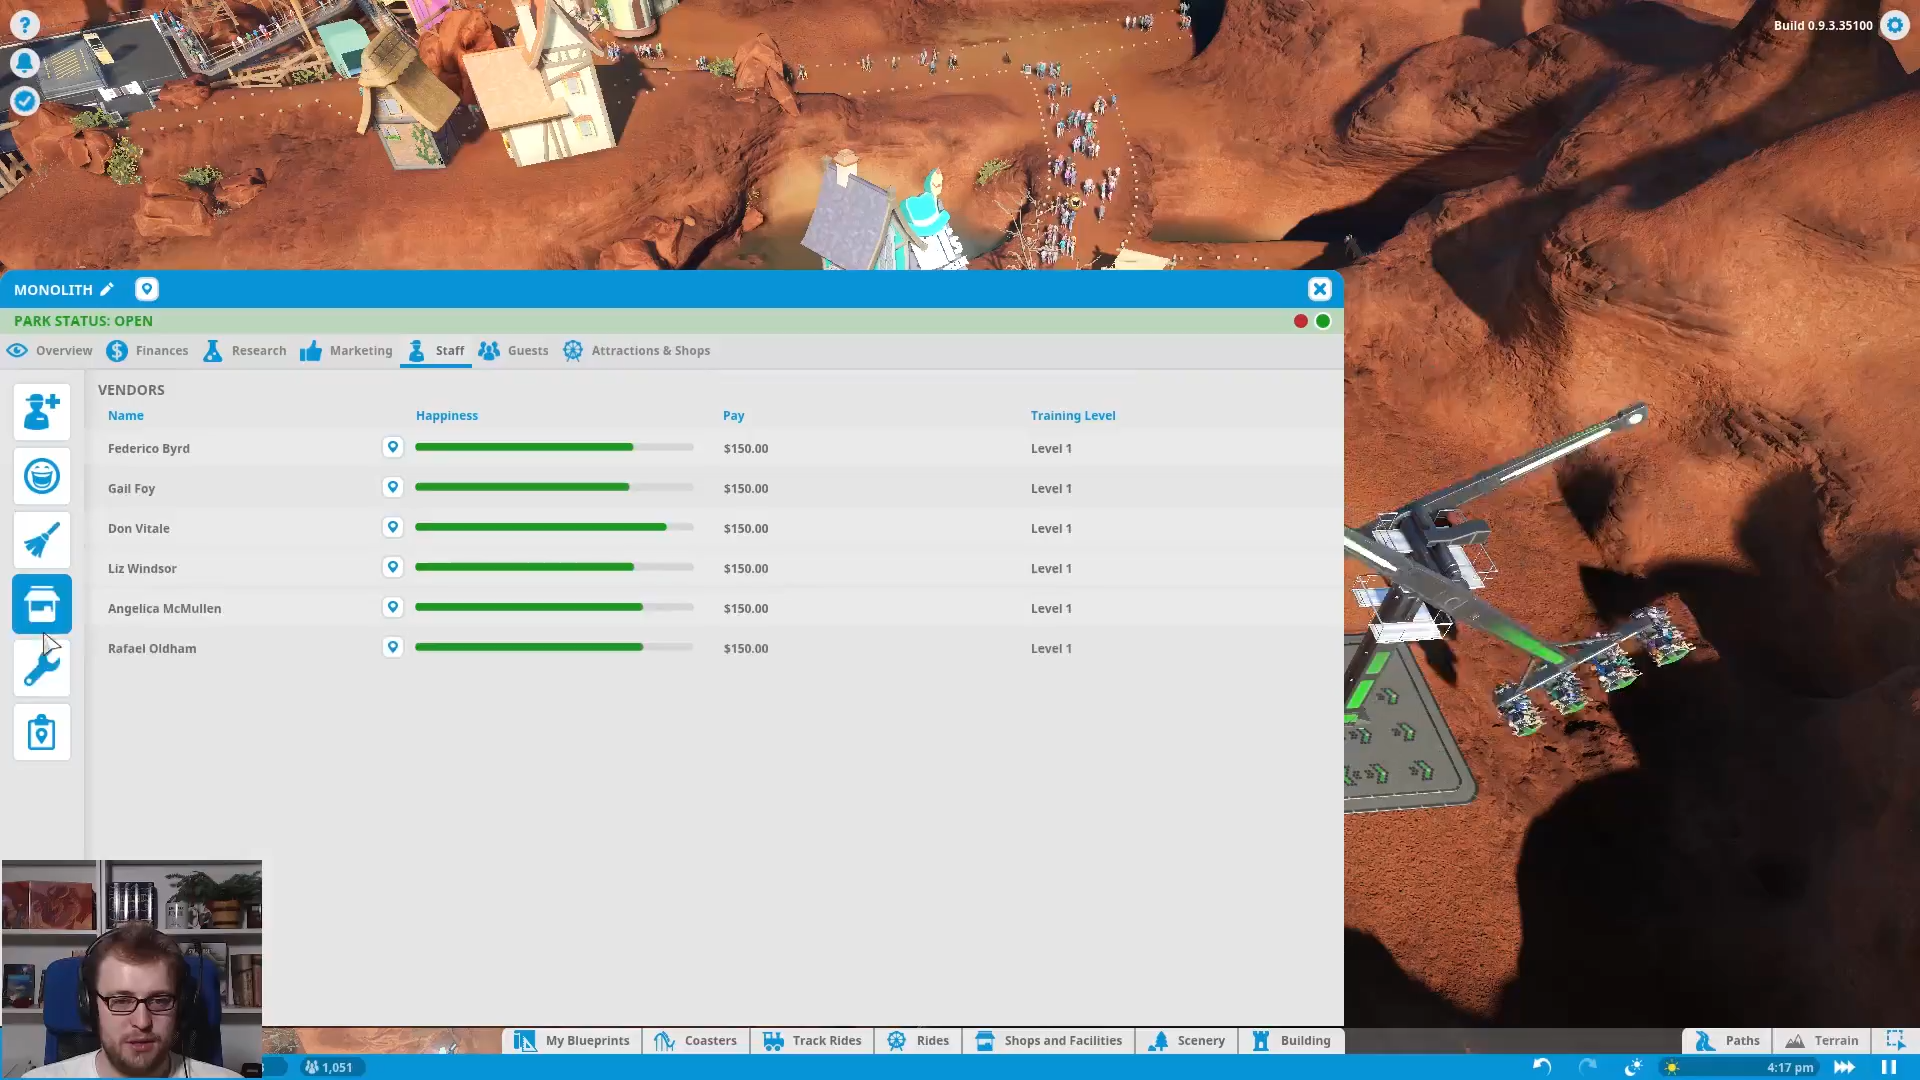 Build 0.9.3.35100
MONOLITH
PARK STATUS: OPEN
Overview Finances Research Marketing Staff Guests Attractions & Shops
VENDORS
Name Happiness Pay Training Level
Federico Byrd $150.00 Level 1
Gail Foy $150.00 Level 1
Don Vitale $150.00 Level 1
Liz Windsor $150.00 Level 1
Angelica McMullen $150.00 Level 1
Rafael Oldham $150.00 Level 1
My Blueprints Coasters Track Rides Rides Shops and Facilities Scenery Building Paths Terrain
1,051 4:17 pm